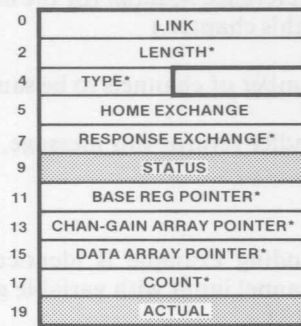 0 LINK
2 LENGTH*
4 TYPE*
5 HOME EXCHANGE
7 RESPONSE EXCHANGE*
9 STATUS
11 BASE REG POINTER*
13 CHAN-GAIN ARRAY POINTER*
15 DATA ARRAY POINTER*
17 COUNT*
19 ACTUAL